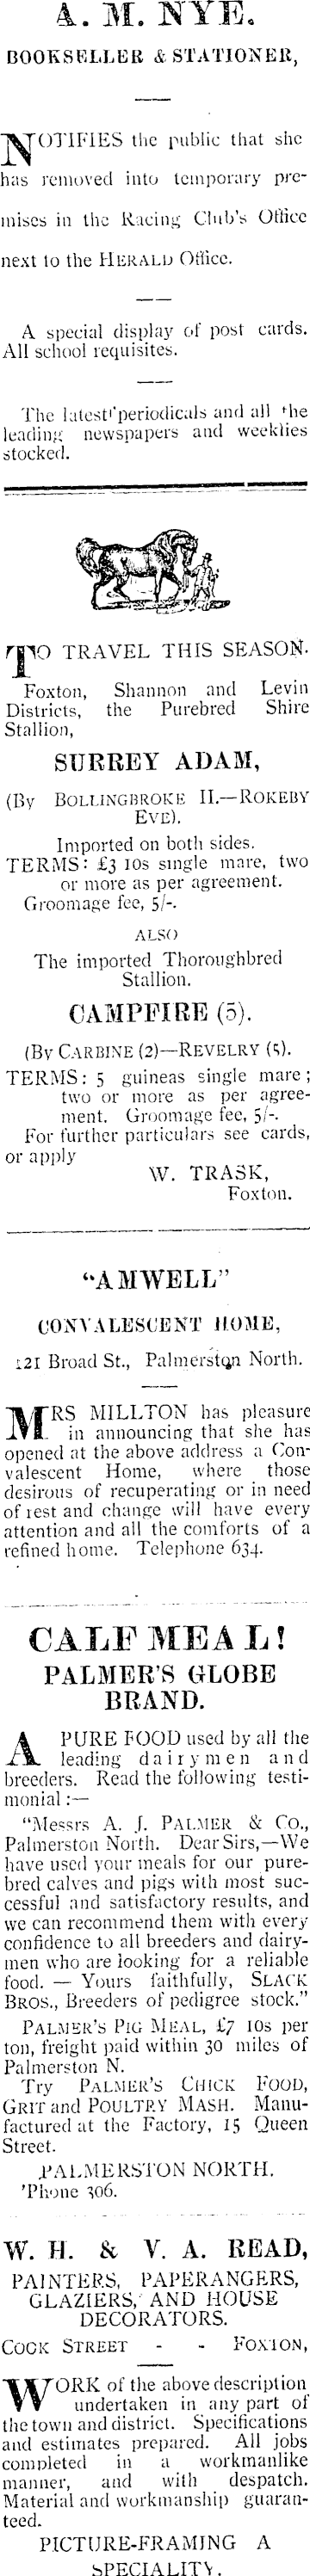 A. M. NYE.
BOOKSELLER & STATIONER,
NOTIFIES the public that she
has removed into temporary pre-
mises in the Racing Club's Office
next to the HERALD Office.
A special display of post cards.
All school requisites.
The latest periodicals and all the
leading newspapers and weeklies
stocked.
TO TRAVEL THIS SEASON.
Foxton, Shannon and Levin
Districts, the Purebred Shire
Stallion,
SURREY ADAM,
(By BOLLINGBROKE II.—ROKEBY
EVE).
Imported on both sides.
TERMS: £3 10s single mare, two
or more as per agreement.
Groomage fee, 5/-.
ALSO
The imported Thoroughbred
Stallion.
CAMPFIRE (5).
(By CARBINE (2)—REVELRY (5).
TERMS: 5 guineas single mare;
two or more as per agree-
ment. Groomage fee, 5/-.
For further particulars see cards,
or apply
W. TRASK,
Foxton.
"AMWELL"
CONVALESCENT HOME,
121 Broad St., Palmerston North.
MRS MILLTON has pleasure
in announcing that she has
opened at the above address a Con-
valescent Home, where those
desirous of recuperating or in need
of rest and change will have every
attention and all the comforts of a
refined home. Telephone 634.
CALF MEAL!
PALMER'S GLOBE
BRAND.
A PURE FOOD used by all the
leading dairymen and
breeders. Read the following testi-
monial:—
"Messrs A. J. PALMER & Co.,
Palmerston North. Dear Sirs,—We
have used your meals for our pure-
bred calves and pigs with most suc-
cessful and satisfactory results, and
we can recommend them with every
confidence to all breeders and dairy-
men who are looking for a reliable
food. — Yours faithfully, SLACK
BROS., Breeders of pedigree stock."
PALMER'S PIG MEAL, £7 10s per
ton, freight paid within 30 miles of
Palmerston N.
Try PALMER'S CHICK FOOD,
GRIT and POULTRY MASH. Manu-
factured at the Factory, 15 Queen
Street.
PALMERSTON NORTH.
'Phone 306.
W. H. & V. A. READ,
PAINTERS, PAPERANGERS,
GLAZIERS, AND HOUSE
DECORATORS.
COOK STREET - - FOXTON,
WORK of the above description
undertaken in any part of
the town and district. Specifications
and estimates prepared. All jobs
completed in a workmanlike
manner, and with despatch.
Material and workmanship guaran-
teed.
PICTURE-FRAMING A
SPECIALITY.